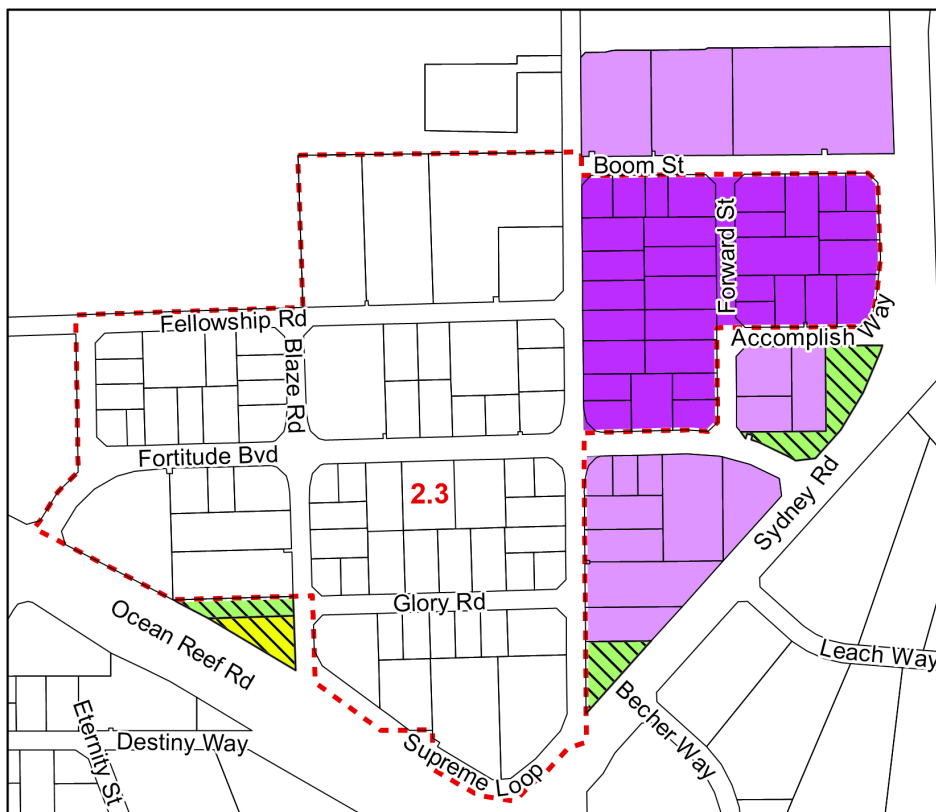 Boom St
Forward St
Fellowship Rd
Accomplish Way
Blaze Rd
Fortitude Bvd
2.3
Sydney Rd
Glory Rd
Ocean Reef Rd
Leach Way
Becher Way
Eternity St
Destiny Way
Supreme Loop